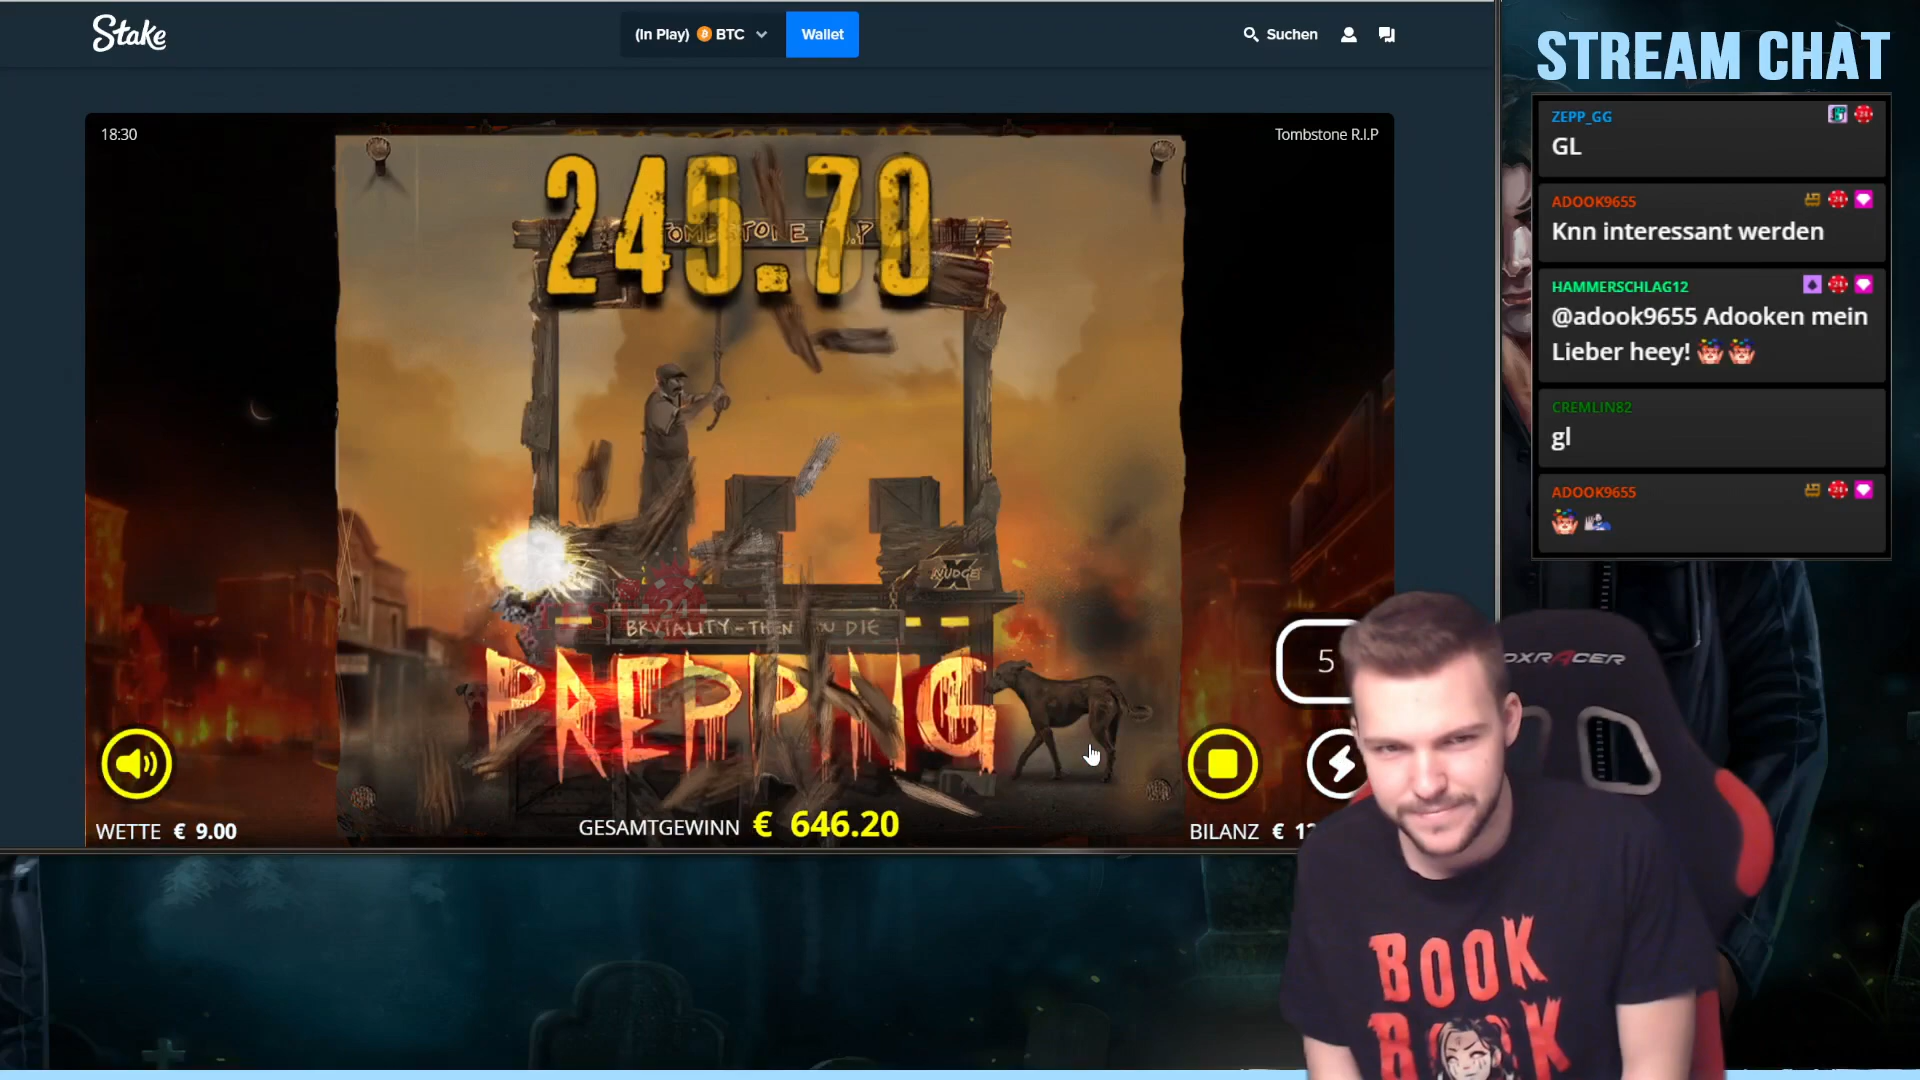 Stake
(In Play) BTC
Wallet
Suchen
STREAM CHAT
18:30
Tombstone R.I.P
245.70
NUDGE
BRUTALITY - THEN YOU DIE
PREPPING
5
WETTE € 9.00
GESAMTGEWINN € 646.20
BILANZ €
ZEPP_GG
GL
ADOOK9655
Knn interessant werden
HAMMERSCHLAG12
@adook9655 Adooken mein
Lieber heey!
CREMLIN82
gl
ADOOK9655
DXRACER
BOOK